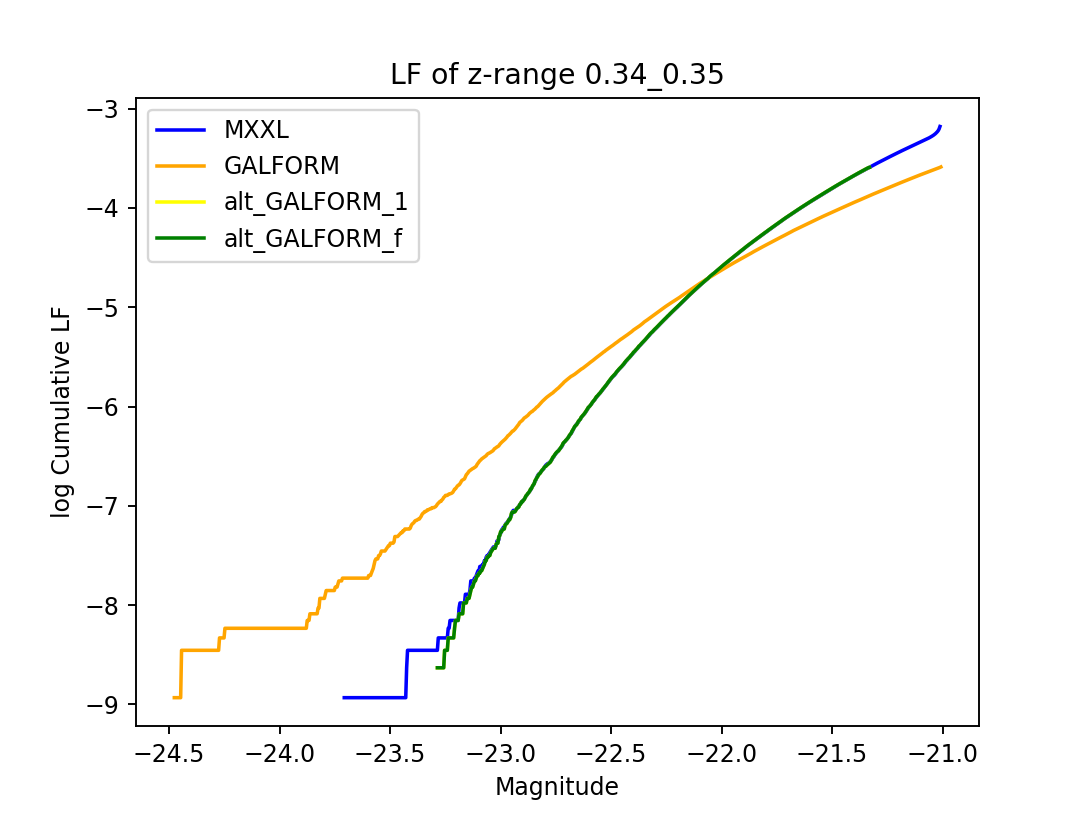 LF of z-range 0.34_0.35
MXXL
GALFORM
alt_GALFORM_1
alt_GALFORM_f
log Cumulative LF
−3
−4
−5
−6
−7
−8
−9
−24.5 −24.0 −23.5 −23.0 −22.5 −22.0 −21.5 −21.0
Magnitude